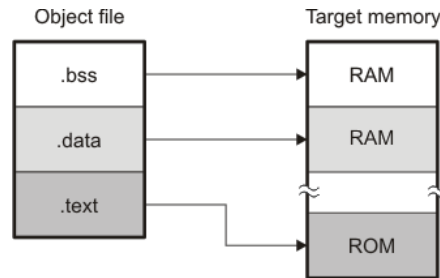 Object file
Target memory
.bss
RAM
.data
RAM
.text
ROM